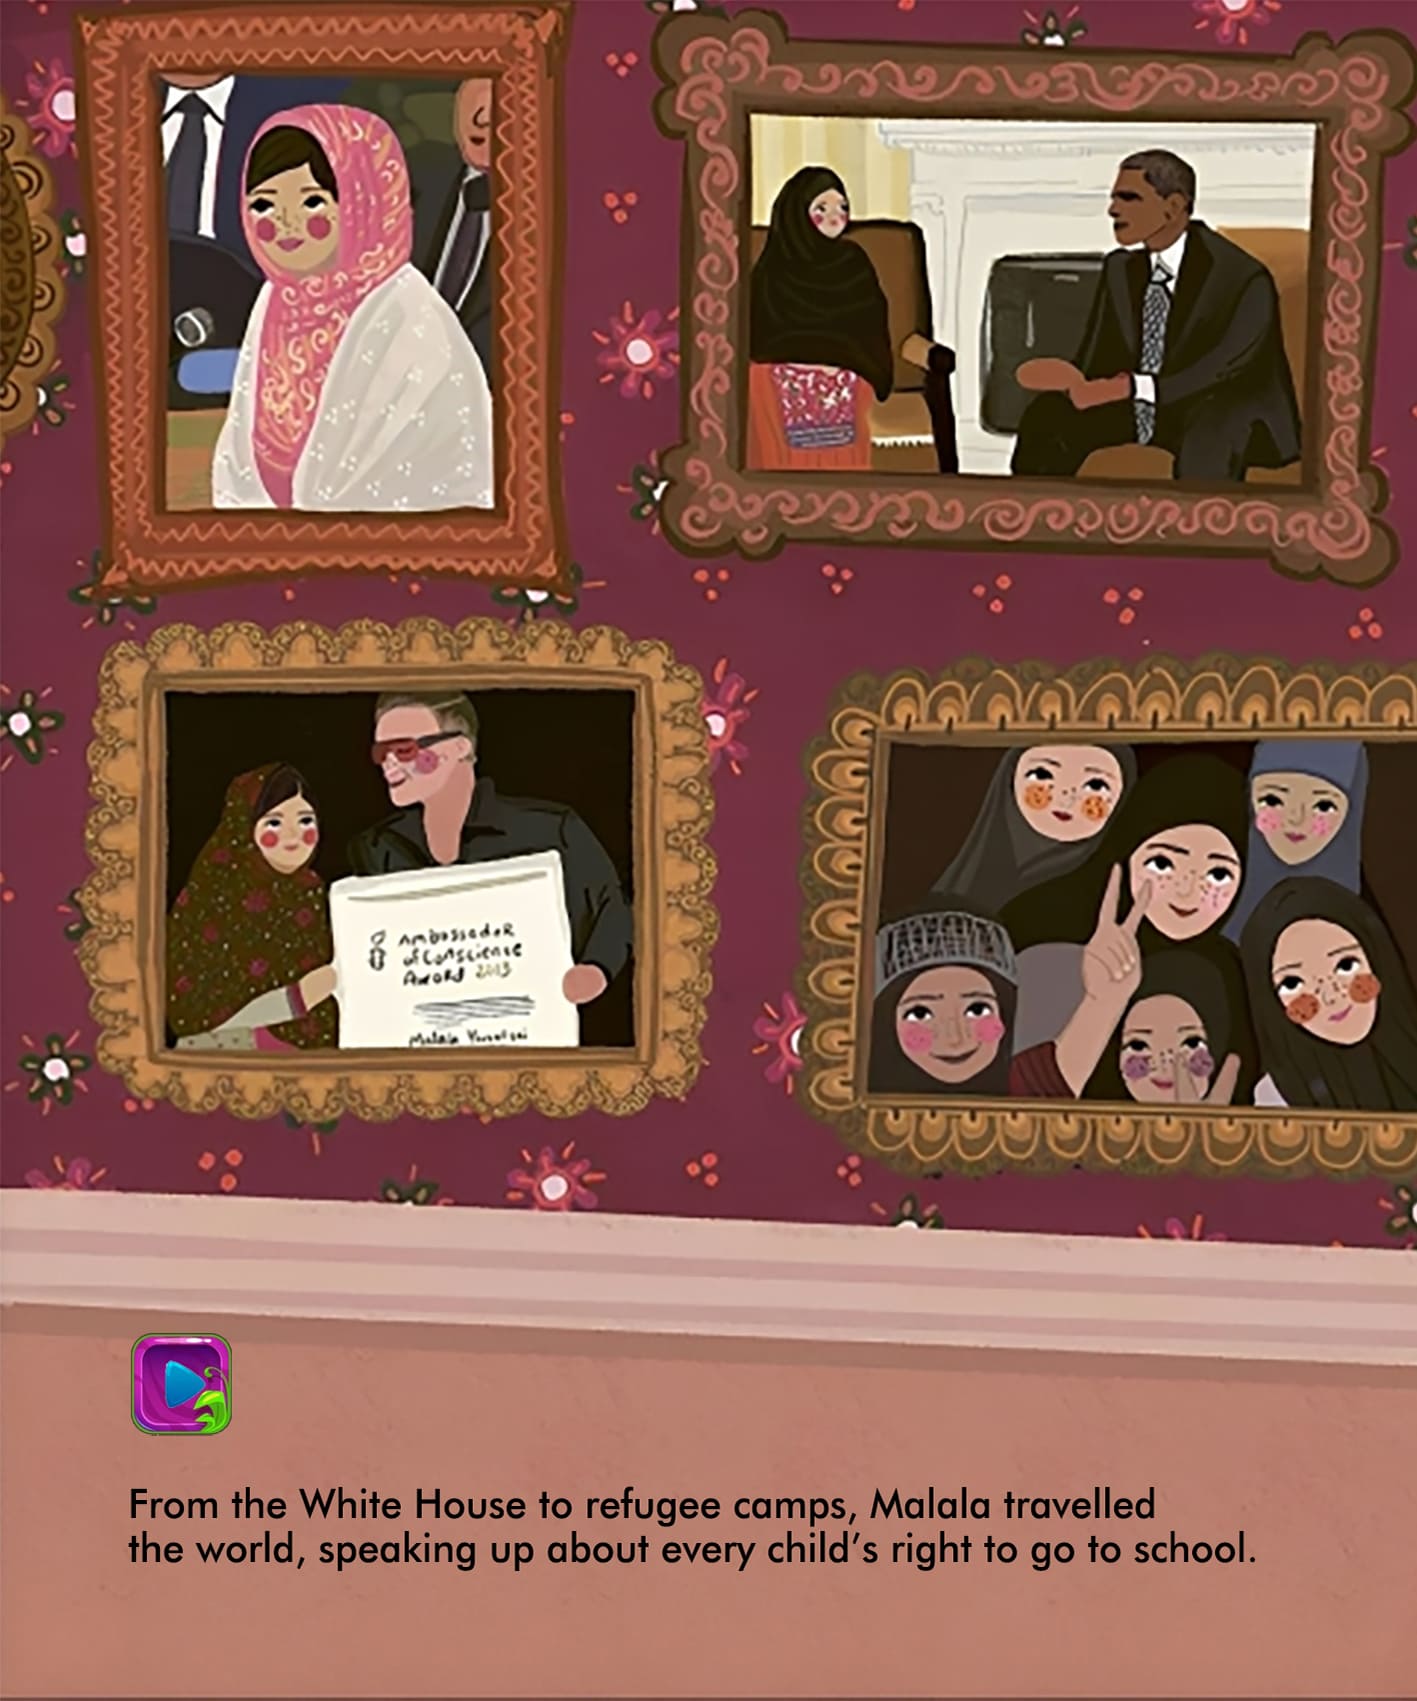 Ambassador
of Conscience
Award 2013
Malala Yousafzai
From the White House to refugee camps, Malala travelled
the world, speaking up about every child’s right to go to school.